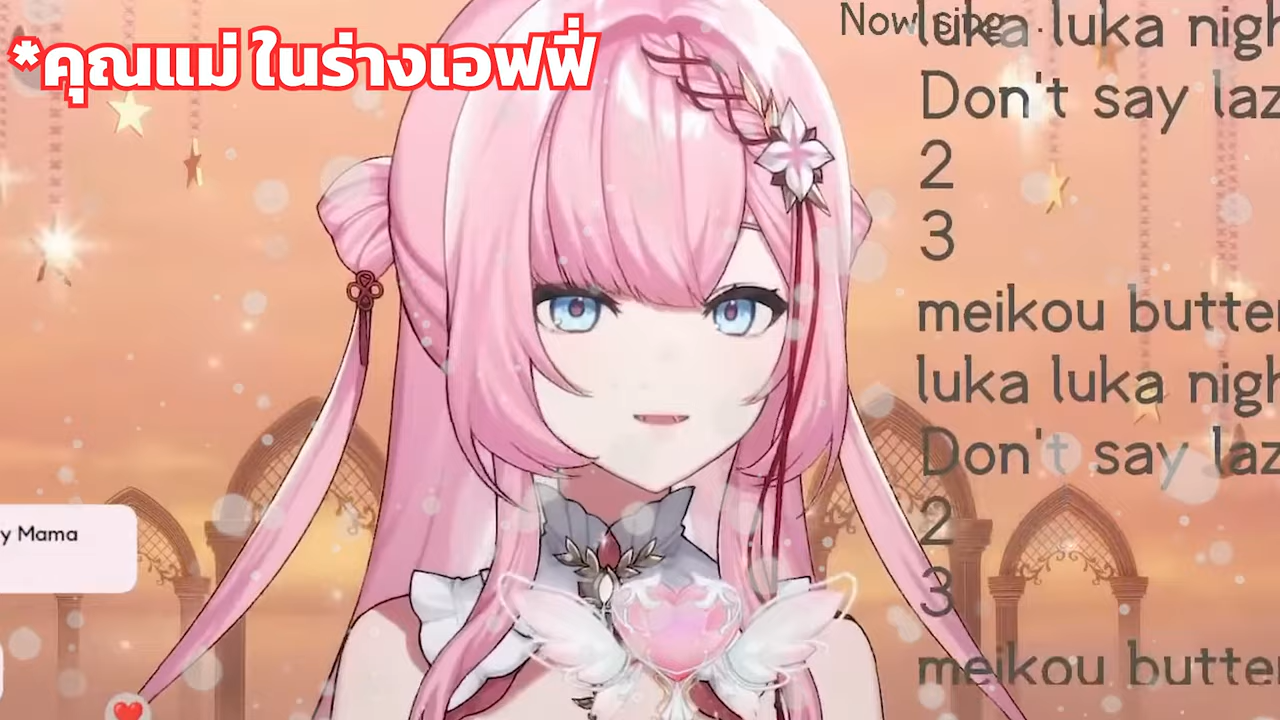 *คุณแม่ ในร่างเอฟฟี่
Now sing
luka luka nigh
Don't say laz
2
3
meikou butte
luka luka nigh
Don't say laz
2
3
meikou butte
y Mama